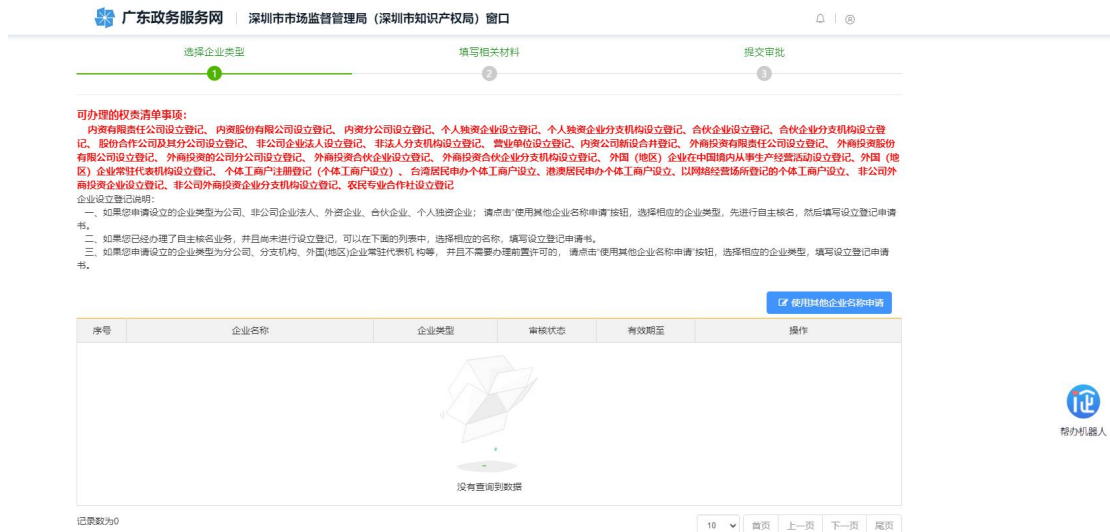 广东政务服务网 深圳市市场监督管理局（深圳市知识产权局）窗口
选择企业类型 填写相关材料 提交审批
1 2 3
可办理的权责清单事项：
内资有限责任公司设立登记、 内资股份有限公司设立登记、 内资分公司设立登记、个人独资企业设立登记、个人独资企业分支机构设立登记、合伙企业设立登记、合伙企业分支机构设立登
记、 股份合作公司及其分公司设立登记、 非公司企业法人设立登记、 非法人分支机构设立登记、 营业单位设立登记、内资公司新设合并登记、 外商投资有限责任公司设立登记、 外商投资股份
有限公司设立登记、 外商投资的公司分公司设立登记、 外商投资合伙企业设立登记、 外商投资合伙企业分支机构设立登记、 外国（地区）企业在中国境内从事生产经营活动设立登记、外国（地
区）企业常驻代表机构设立登记、 个体工商户注册登记（个体工商户设立）、 台湾居民申办个体工商户设立、港澳居民申办个体工商户设立、以网络经营场所登记的个体工商户设立、 非公司外
商投资企业设立登记、非公司外商投资企业分支机构设立登记、农民专业合作社设立登记
企业设立登记说明：
一、如果您申请设立的企业类型为公司、非公司企业法人、外资企业、合伙企业、个人独资企业； 请点击“使用其他企业名称申请”按钮，选择相应的企业类型，先进行自主核名，然后填写设立登记申请
书。
二、如果您已经办理了自主核名业务，并且尚未进行设立登记，可以在下面的列表中，选择相应的名称，填写设立登记申请书。
三、如果您申请设立的企业类型为分公司、分支机构、外国(地区)企业常驻代表机 构等， 并且不需要办理前置许可的， 请点击“使用其他企业名称申请”按钮，选择相应的企业类型，填写设立登记申请
书。
使用其他企业名称申请
序号 企业名称 企业类型 审核状态 有效期至 操作
帮办机器人
没有查询到数据
记录数为0 10 首页 上一页 下一页 尾页